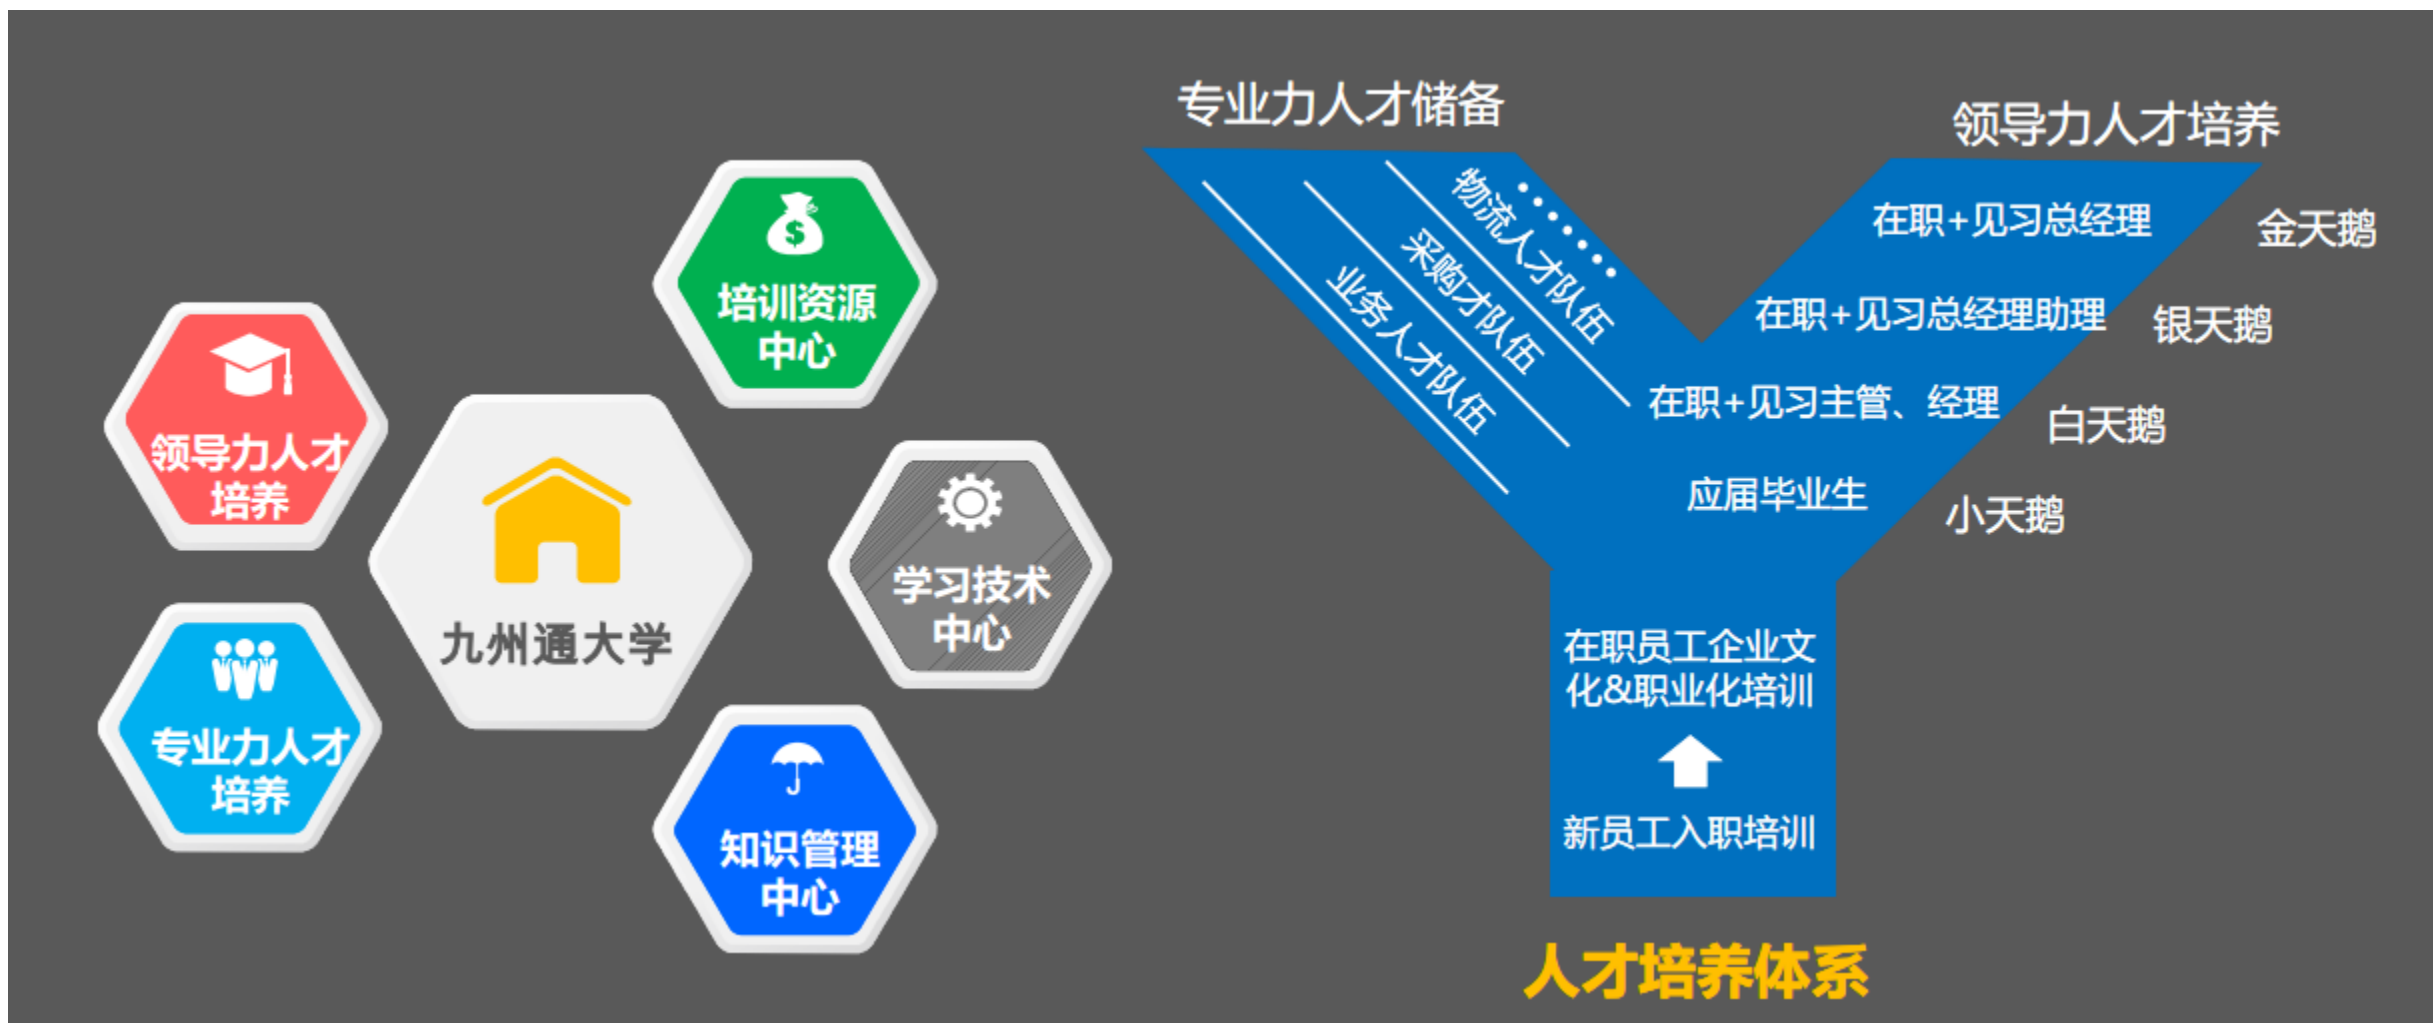 培训资源
中心
领导力人才
培养
九州通大学
学习技术
中心
专业力人才
培养
知识管理
中心
专业力人才储备
物流人才队伍
采购才队伍
业务人才队伍
领导力人才培养
在职+见习总经理
金天鹅
在职+见习总经理助理
银天鹅
在职+见习主管、经理
白天鹅
应届毕业生
小天鹅
在职员工企业文
化&职业化培训
新员工入职培训
人才培养体系